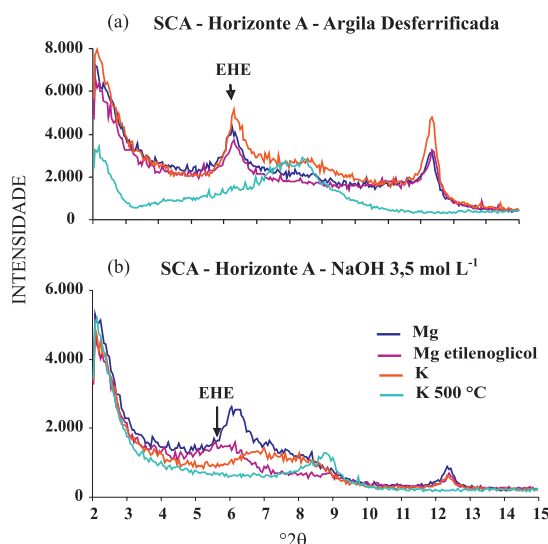 (a) SCA - Horizonte A - Argila Desferrificada
8.000
6.000
4.000
2.000
0
EHE
INTENSIDADE
(b) SCA - Horizonte A - NaOH 3,5 mol L-1
6.000
4.000
2.000
0
EHE
Mg
Mg etilenoglicol
K
K 500 °C
2 3 4 5 6 7 8 9 10 11 12 13 14 15
°2θ